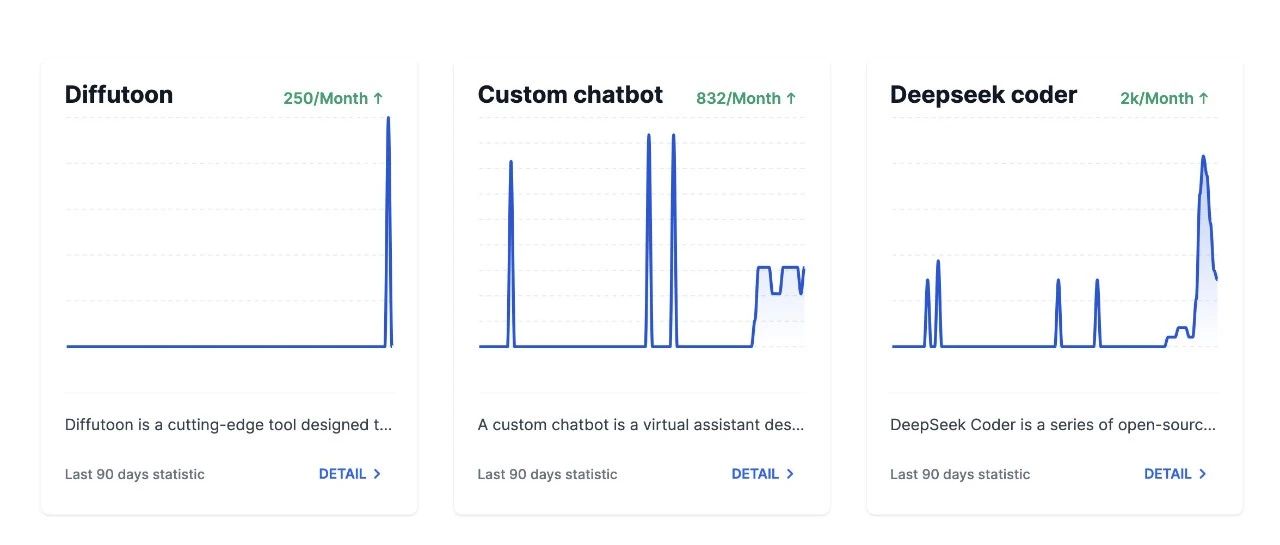 Diffutoon
250/Month ↑
Diffutoon is a cutting-edge tool designed t...
Last 90 days statistic
DETAIL >
Custom chatbot
832/Month ↑
A custom chatbot is a virtual assistant des...
Last 90 days statistic
DETAIL >
Deepseek coder
2k/Month ↑
DeepSeek Coder is a series of open-sourc...
Last 90 days statistic
DETAIL >